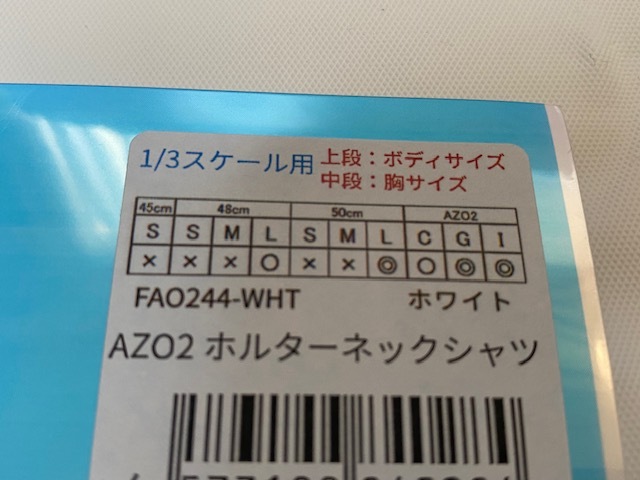 1/3スケール用 上段：ボディサイズ
中段：胸サイズ
45cm 48cm 50cm AZO2
S S M L S M L C G I
× × × ○ × × ◎ ○ ◎ ◎
FAO244-WHT ホワイト
AZO2 ホルターネックシャツ